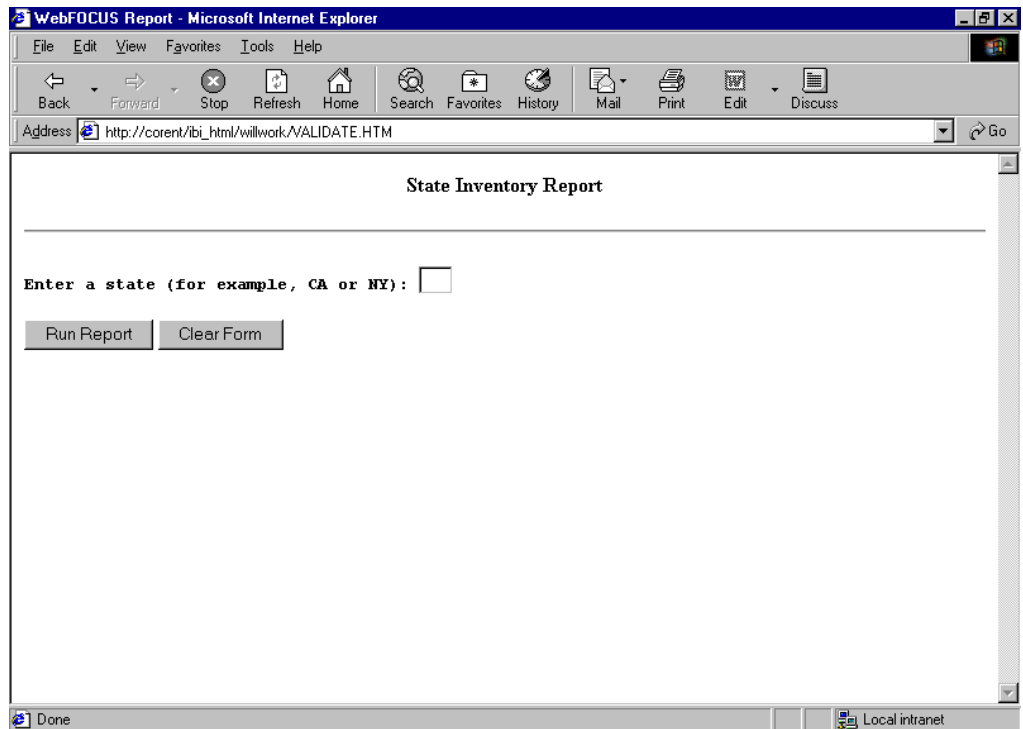 WebFOCUS Report - Microsoft Internet Explorer
File Edit View Favorites Tools Help
Back Forward Stop Refresh Home Search Favorites History Mail Print Edit Discuss
Address http://corent/ibi_html/willwork/VALIDATE.HTM Go
State Inventory Report
Enter a state (for example, CA or NY):
Run Report Clear Form
Done Local intranet